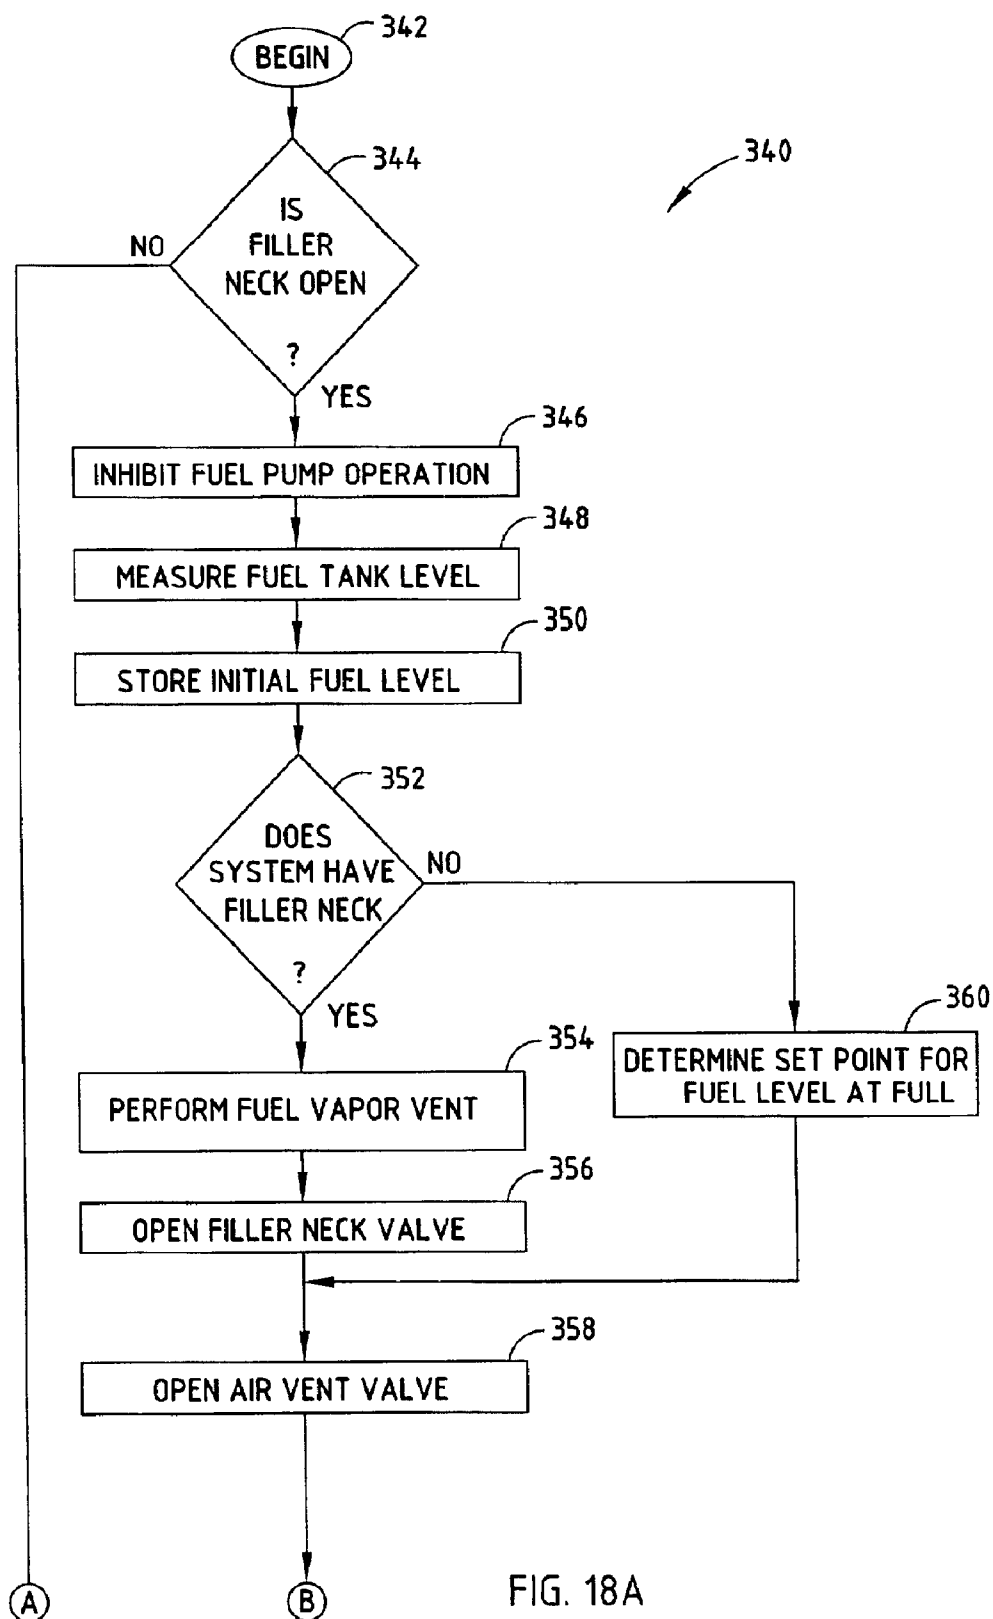 342
BEGIN
344
340
IS
FILLER
NECK OPEN
?
NO
YES
346
INHIBIT FUEL PUMP OPERATION
348
MEASURE FUEL TANK LEVEL
350
STORE INITIAL FUEL LEVEL
352
DOES
SYSTEM HAVE
FILLER NECK
?
NO
YES
354
PERFORM FUEL VAPOR VENT
360
DETERMINE SET POINT FOR
FUEL LEVEL AT FULL
356
OPEN FILLER NECK VALVE
358
OPEN AIR VENT VALVE
A
B
FIG. 18A